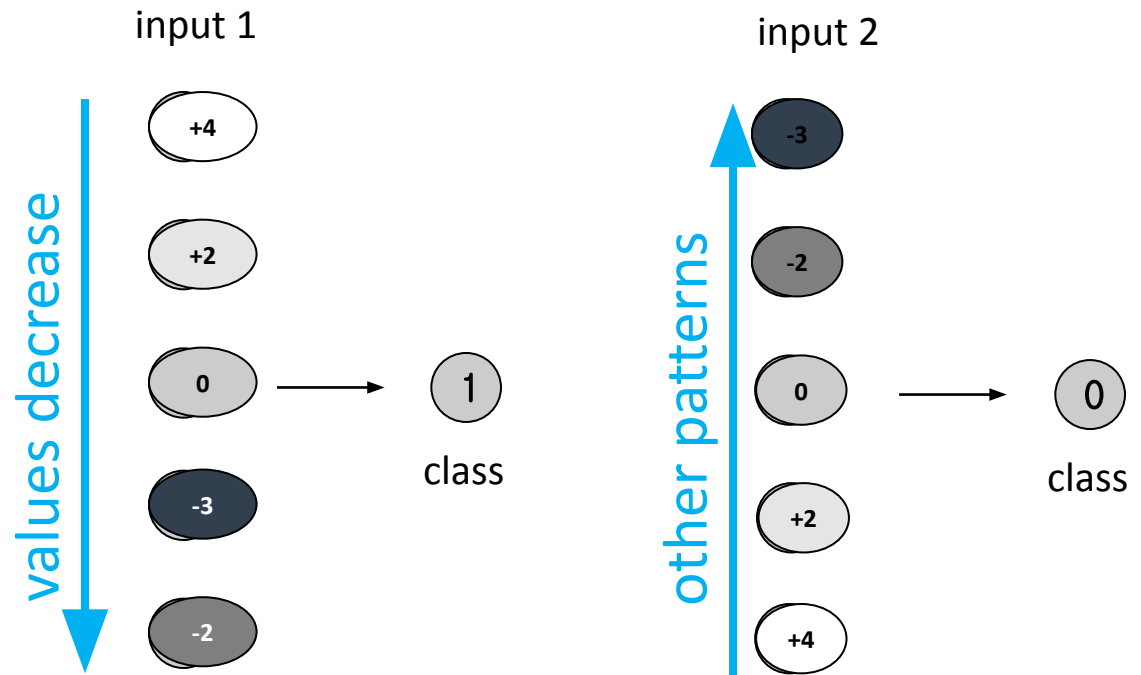 input 1
values decrease
+4
+2
0
-3
-2
1
class
input 2
other patterns
-3
-2
0
+2
+4
0
class